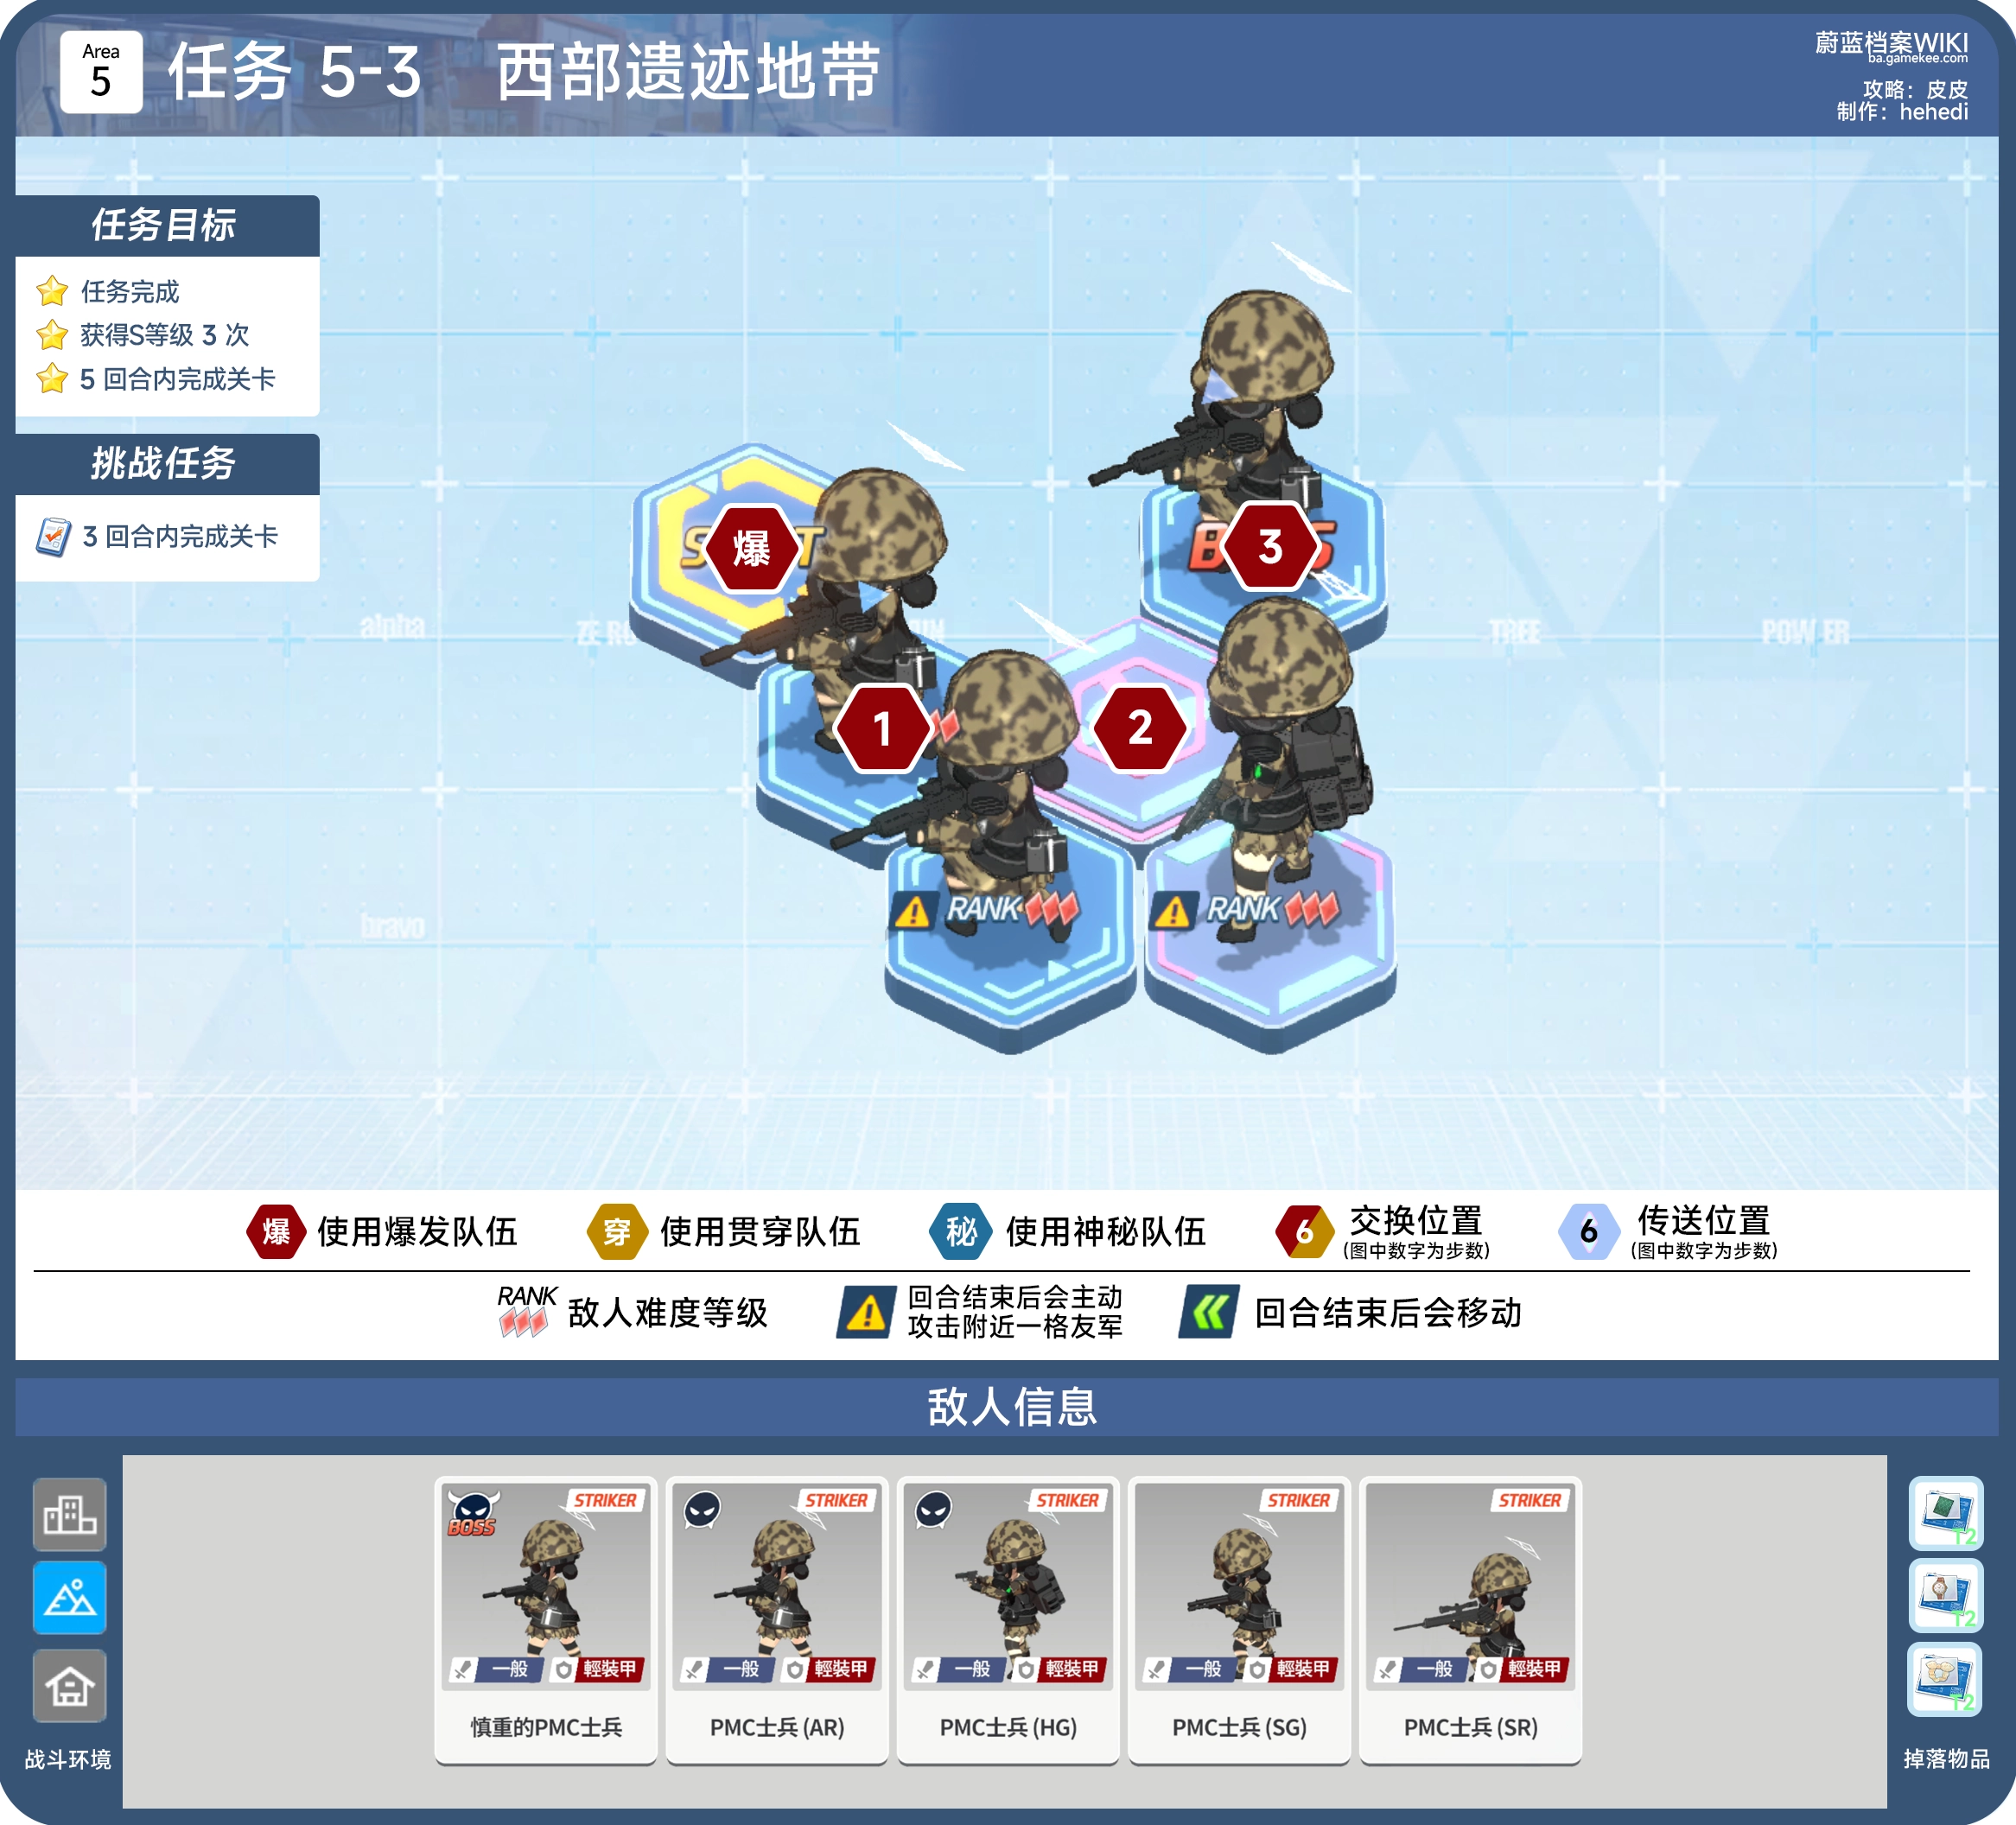 Area
5
任务 5-3 西部遗迹地带
蔚蓝档案WIKI
ba.gamekee.com
攻略：皮皮
制作：hehedi
任务目标
任务完成
获得S等级 3 次
5 回合内完成关卡
挑战任务
3 回合内完成关卡
爆
3
1
2
alpha
TREE
POW ER
bravo
RANK
RANK
爆 使用爆发队伍
穿 使用贯穿队伍
秘 使用神秘队伍
6 交换位置
(图中数字为步数)
6 传送位置
(图中数字为步数)
RANK 敌人难度等级
回合结束后会主动
攻击附近一格友军
回合结束后会移动
敌人信息
BOSS STRIKER
一般 輕裝甲
慎重的PMC士兵
STRIKER
一般 輕裝甲
PMC士兵 (AR)
STRIKER
一般 輕裝甲
PMC士兵 (HG)
STRIKER
一般 輕裝甲
PMC士兵 (SG)
STRIKER
一般 輕裝甲
PMC士兵 (SR)
战斗环境
T2
T2
T2
掉落物品